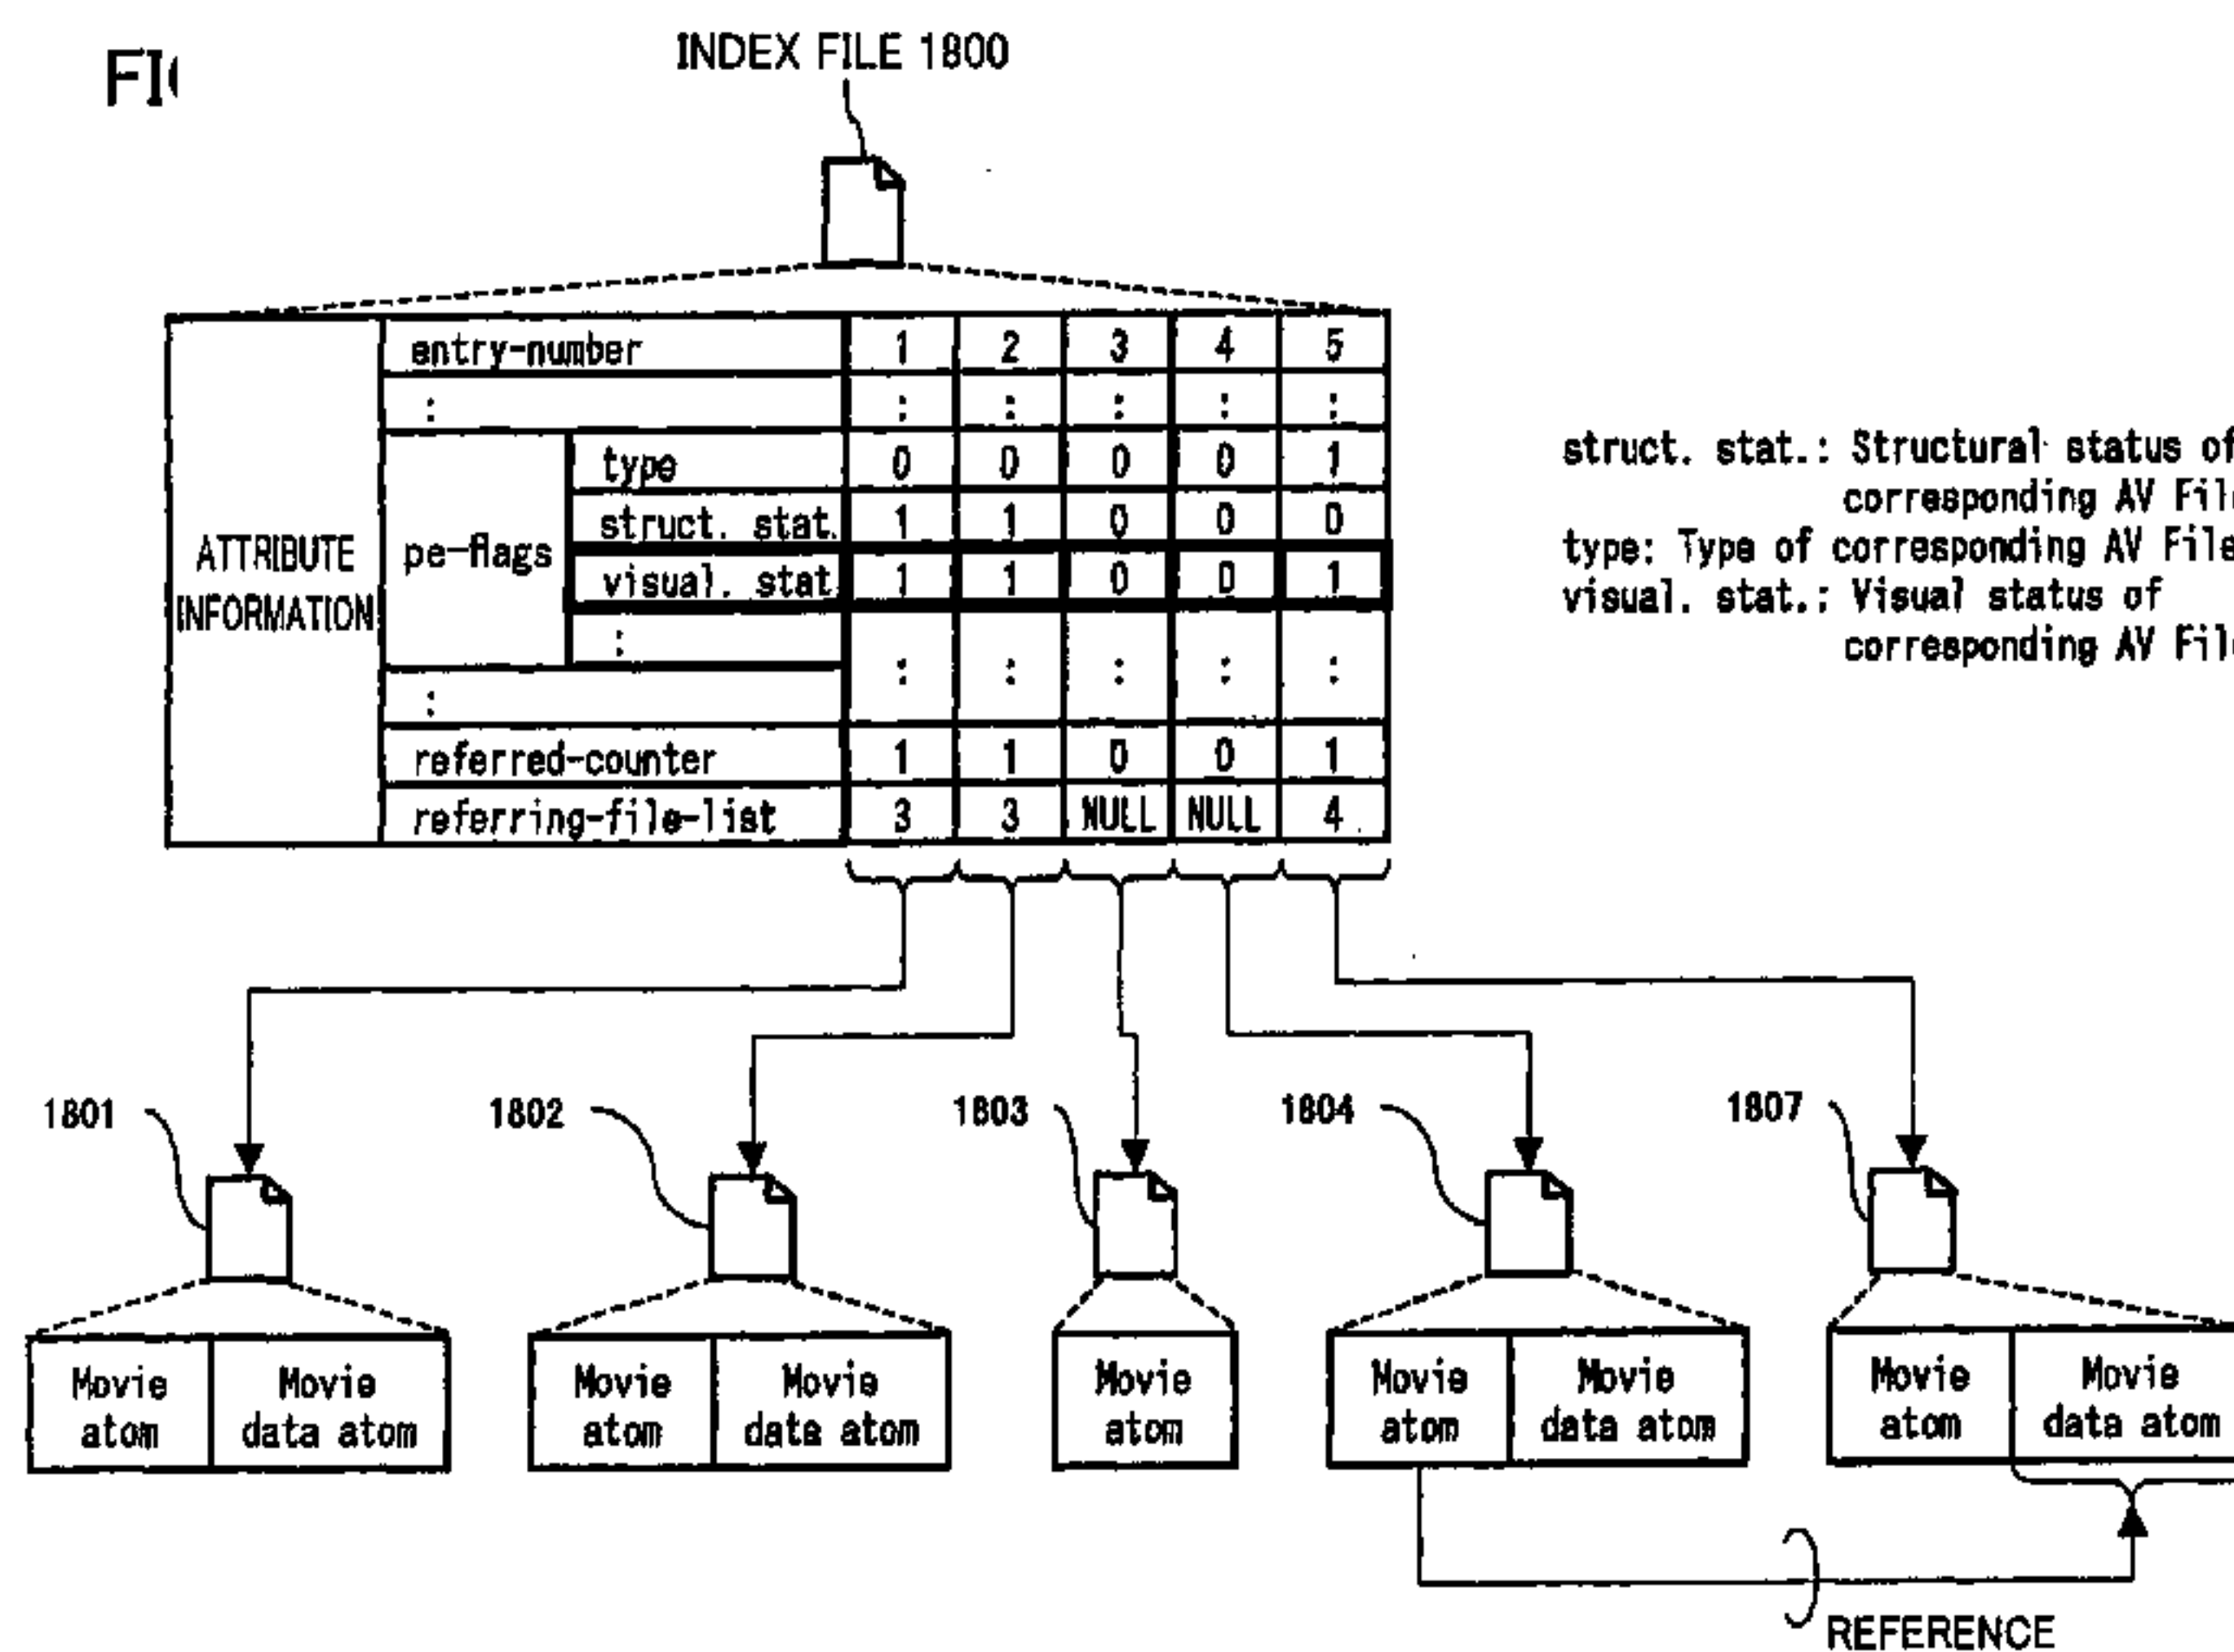 INDEX FILE 1800
entry-number 1 2 3 4 5
: : : : : :
type 0 0 0 0 1
struct. stat. 1 1 0 0 0
ATTRIBUTE INFORMATION
pe-flags
visual. stat. 1 1 0 0 1
:
: : : : : :
referred-counter 1 1 0 0 1
referring-file-list 3 3 NULL NULL 4
struct. stat.: Structural status of
corresponding AV File
type: Type of corresponding AV File
visual. stat.: Visual status of
corresponding AV File
1801
1802
1803
1804
1807
Movie atom
Movie data atom
Movie atom
Movie data atom
Movie atom
Movie atom
Movie data atom
Movie atom
Movie data atom
REFERENCE